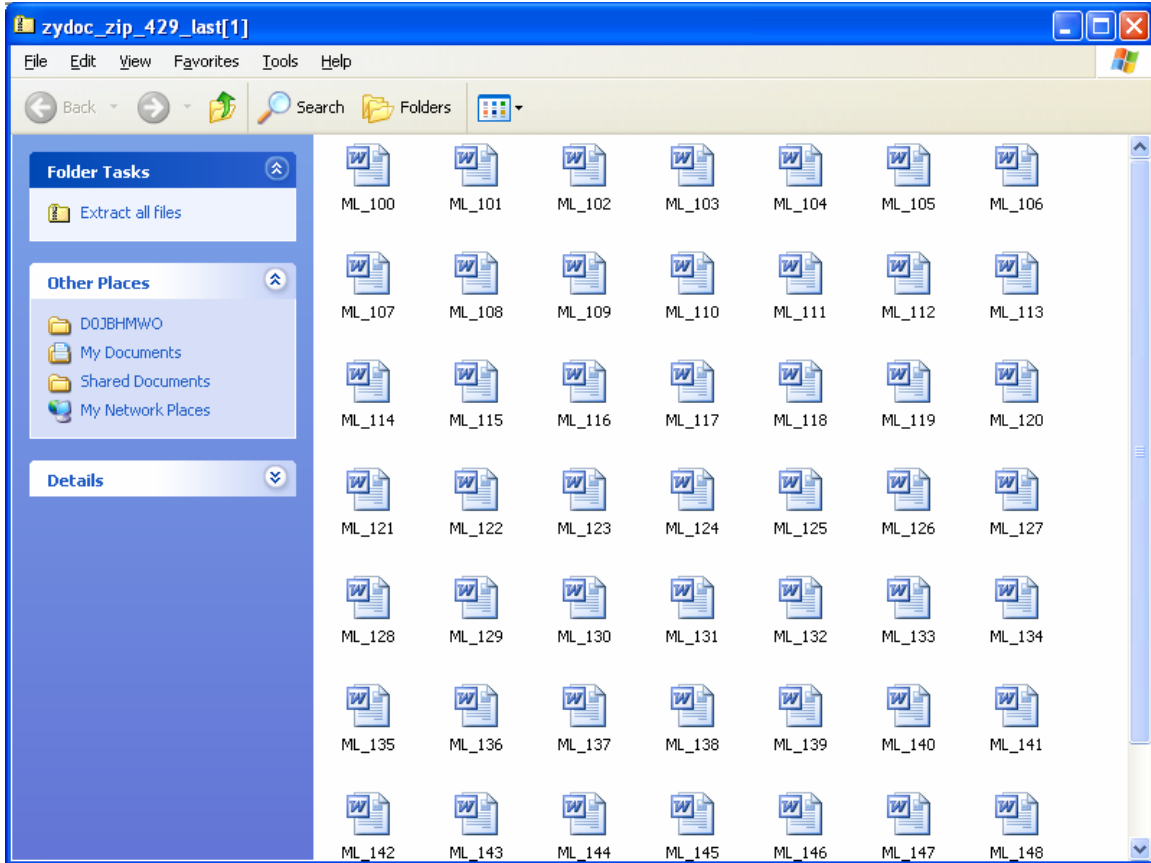 zydoc_zip_429_last[1]
File Edit View Favorites Tools Help
Back Search Folders
Folder Tasks
Extract all files
Other Places
D0JBHMWO
My Documents
Shared Documents
My Network Places
Details
ML_100 ML_101 ML_102 ML_103 ML_104 ML_105 ML_106
ML_107 ML_108 ML_109 ML_110 ML_111 ML_112 ML_113
ML_114 ML_115 ML_116 ML_117 ML_118 ML_119 ML_120
ML_121 ML_122 ML_123 ML_124 ML_125 ML_126 ML_127
ML_128 ML_129 ML_130 ML_131 ML_132 ML_133 ML_134
ML_135 ML_136 ML_137 ML_138 ML_139 ML_140 ML_141
ML_142 ML_143 ML_144 ML_145 ML_146 ML_147 ML_148